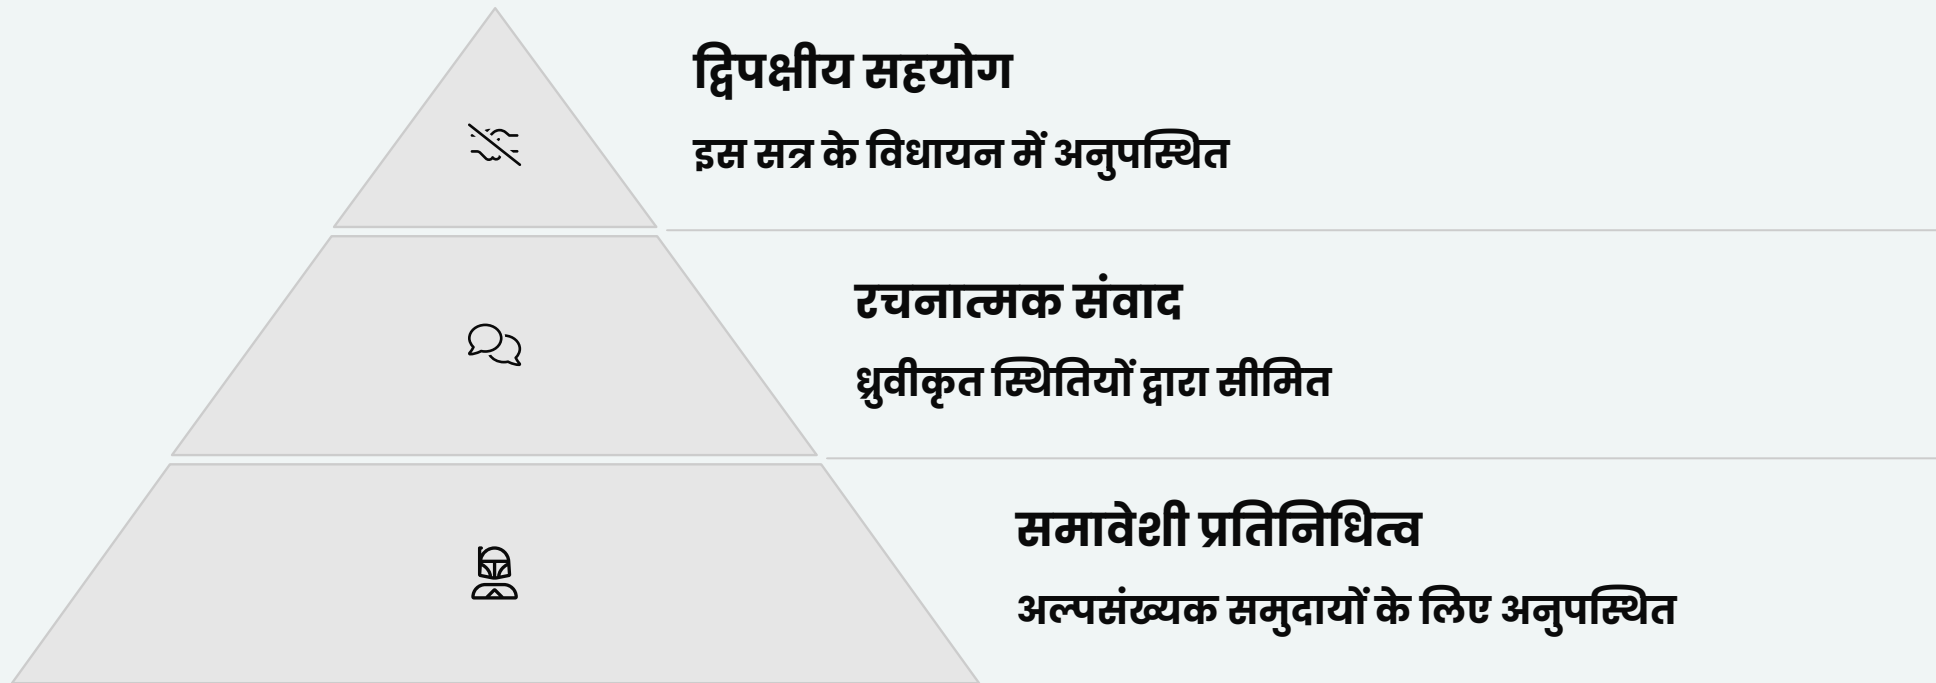 द्विपक्षीय सहयोग
इस सत्र के विधायन में अनुपस्थित
रचनात्मक संवाद
ध्रुवीकृत स्थितियों द्वारा सीमित
समावेशी प्रतिनिधित्व
अल्पसंख्यक समुदायों के लिए अनुपस्थित